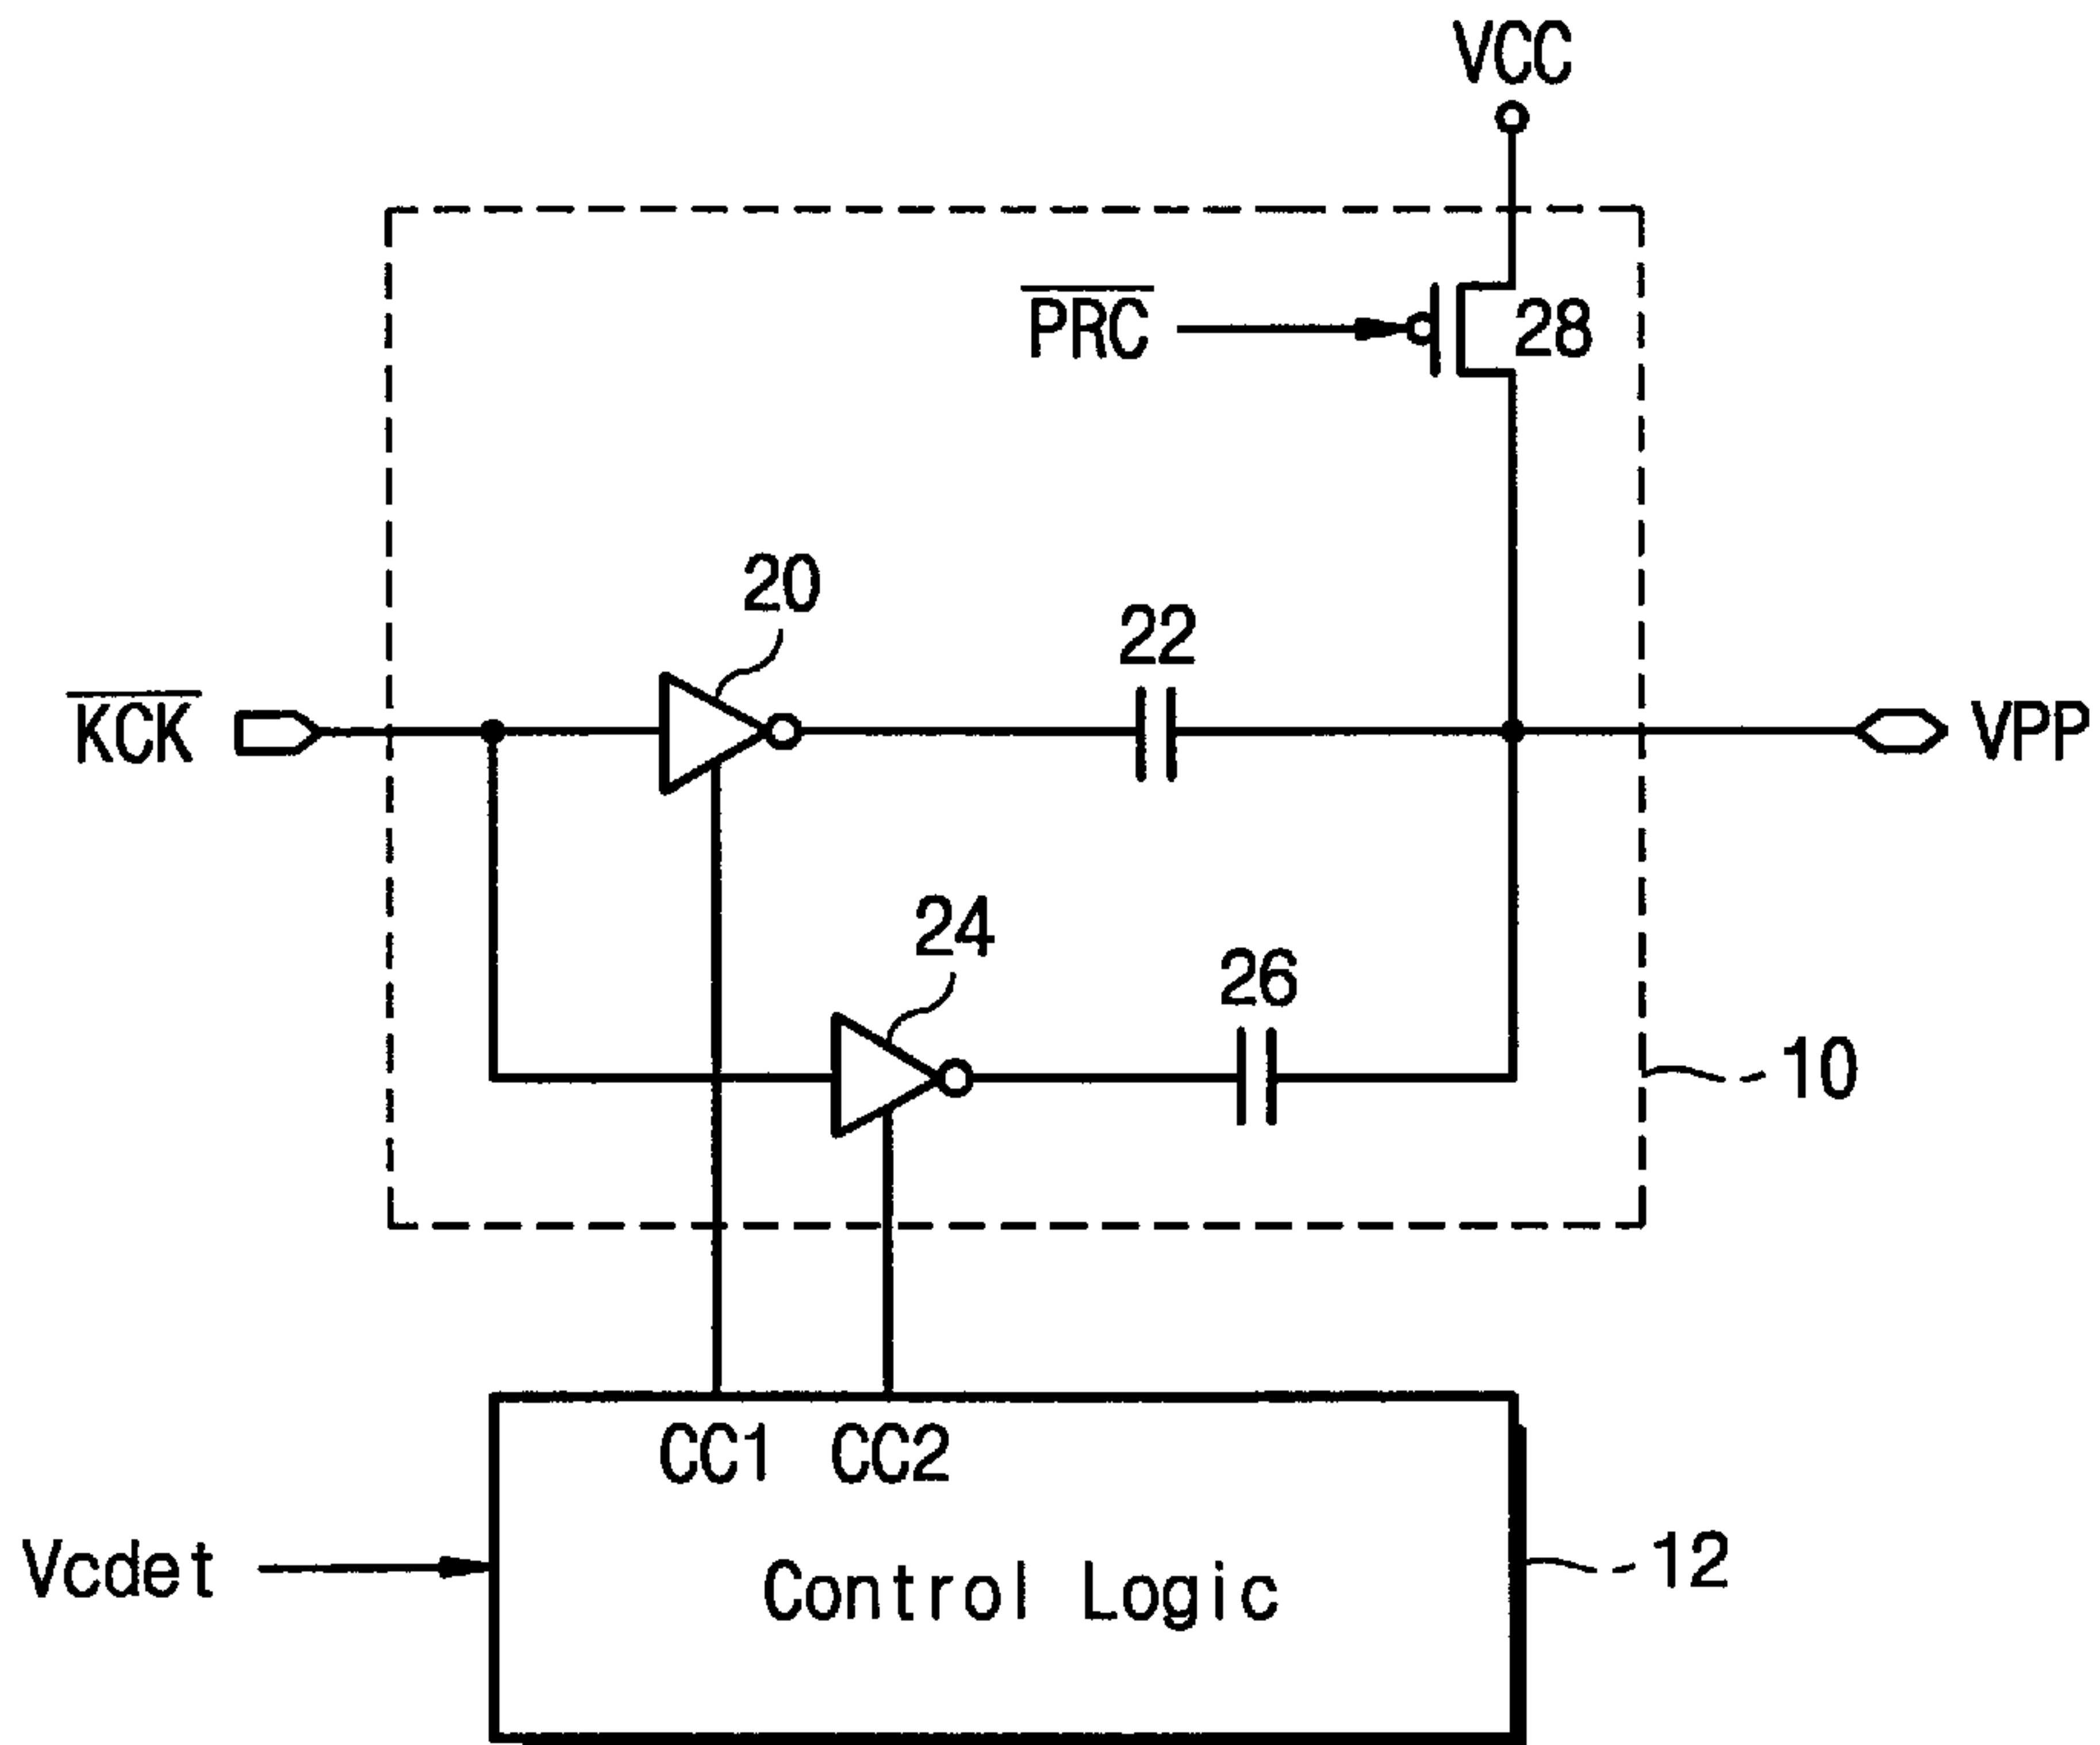 VCC
PRC
28
20
22
KCK
VPP
24
26
10
CC1 CC2
Vcdet
Control Logic
12